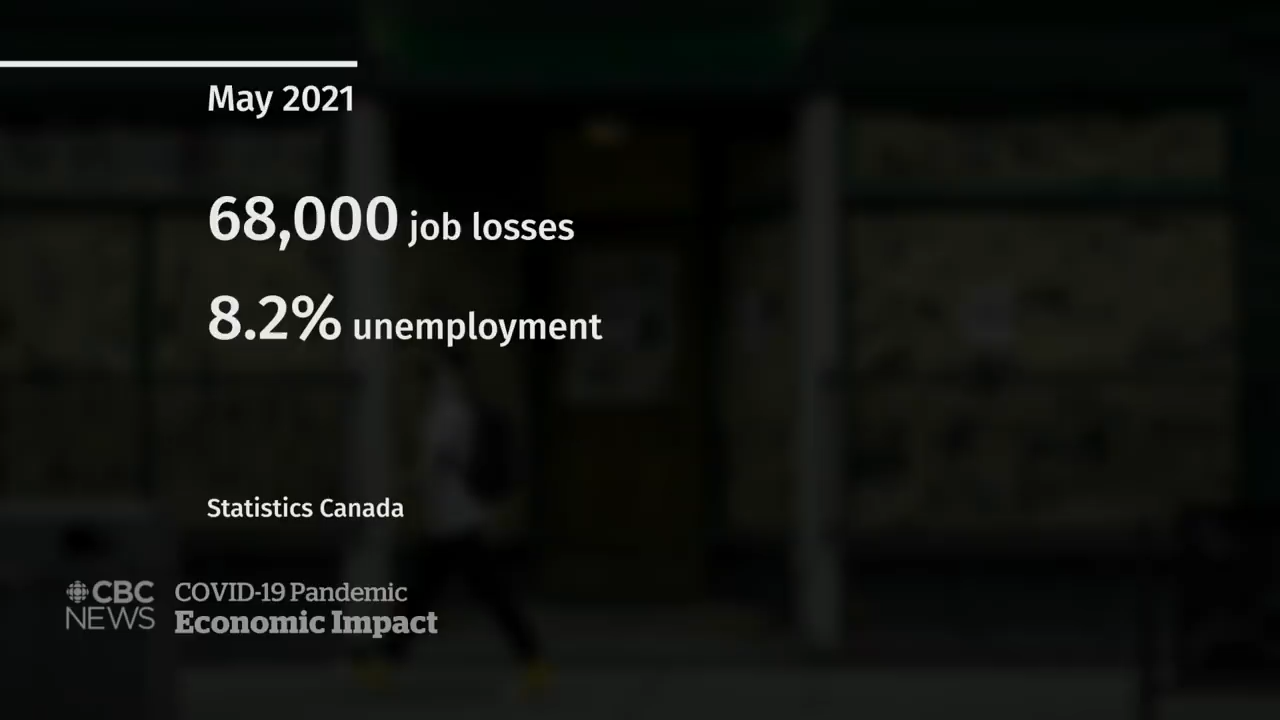 May 2021
68,000 job losses
8.2% unemployment
Statistics Canada
CBC NEWS
COVID-19 Pandemic
Economic Impact